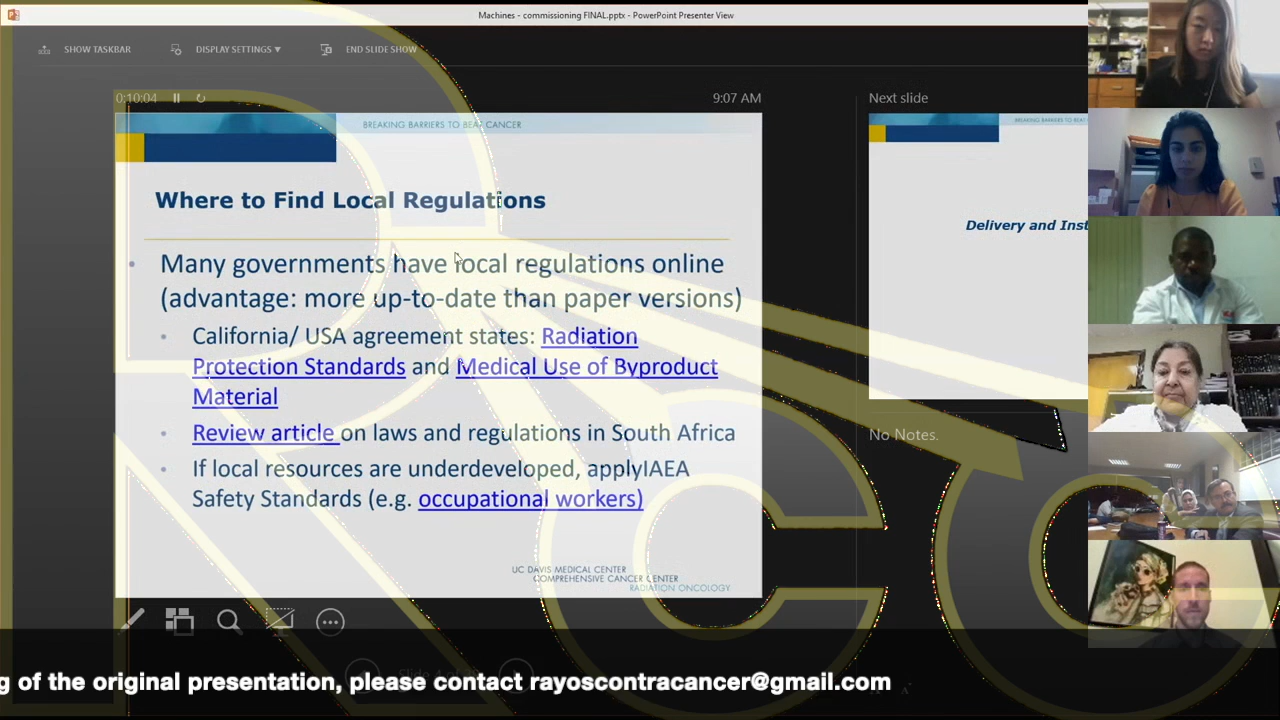 Machines - commissioning FINAL.pptx - PowerPoint Presenter View
SHOW TASKBAR
DISPLAY SETTINGS ▼
END SLIDE SHOW
0:10:04
9:07 AM
Next slide
BREAKING BARRIERS TO BEAT CANCER
Where to Find Local Regulations
• Many governments have local regulations online
(advantage: more up-to-date than paper versions)
• California/ USA agreement states: Radiation
Protection Standards and Medical Use of Byproduct
Material
• Review article on laws and regulations in South Africa
• If local resources are underdeveloped, applyIAEA
Safety Standards (e.g. occupational workers)
UC DAVIS MEDICAL CENTER
COMPREHENSIVE CANCER CENTER
RADIATION ONCOLOGY
BREAKING BARRIERS TO BEA
Delivery and Inst
No Notes.
g of the original presentation, please contact rayoscontracancer@gmail.com